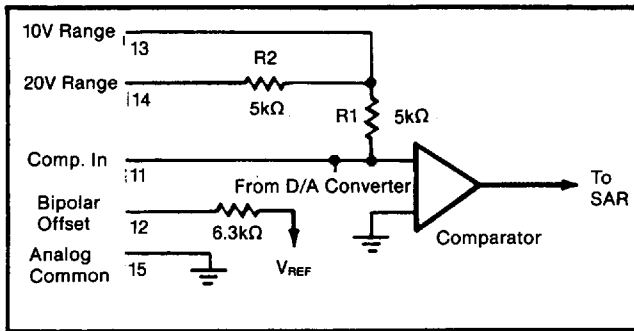 10V Range
13
R2
20V Range
14
5kΩ
R1
5kΩ
Comp. In
11
From D/A Converter
To
SAR
Bipolar
Offset
12
6.3kΩ
Comparator
Analog
Common
15
VREF